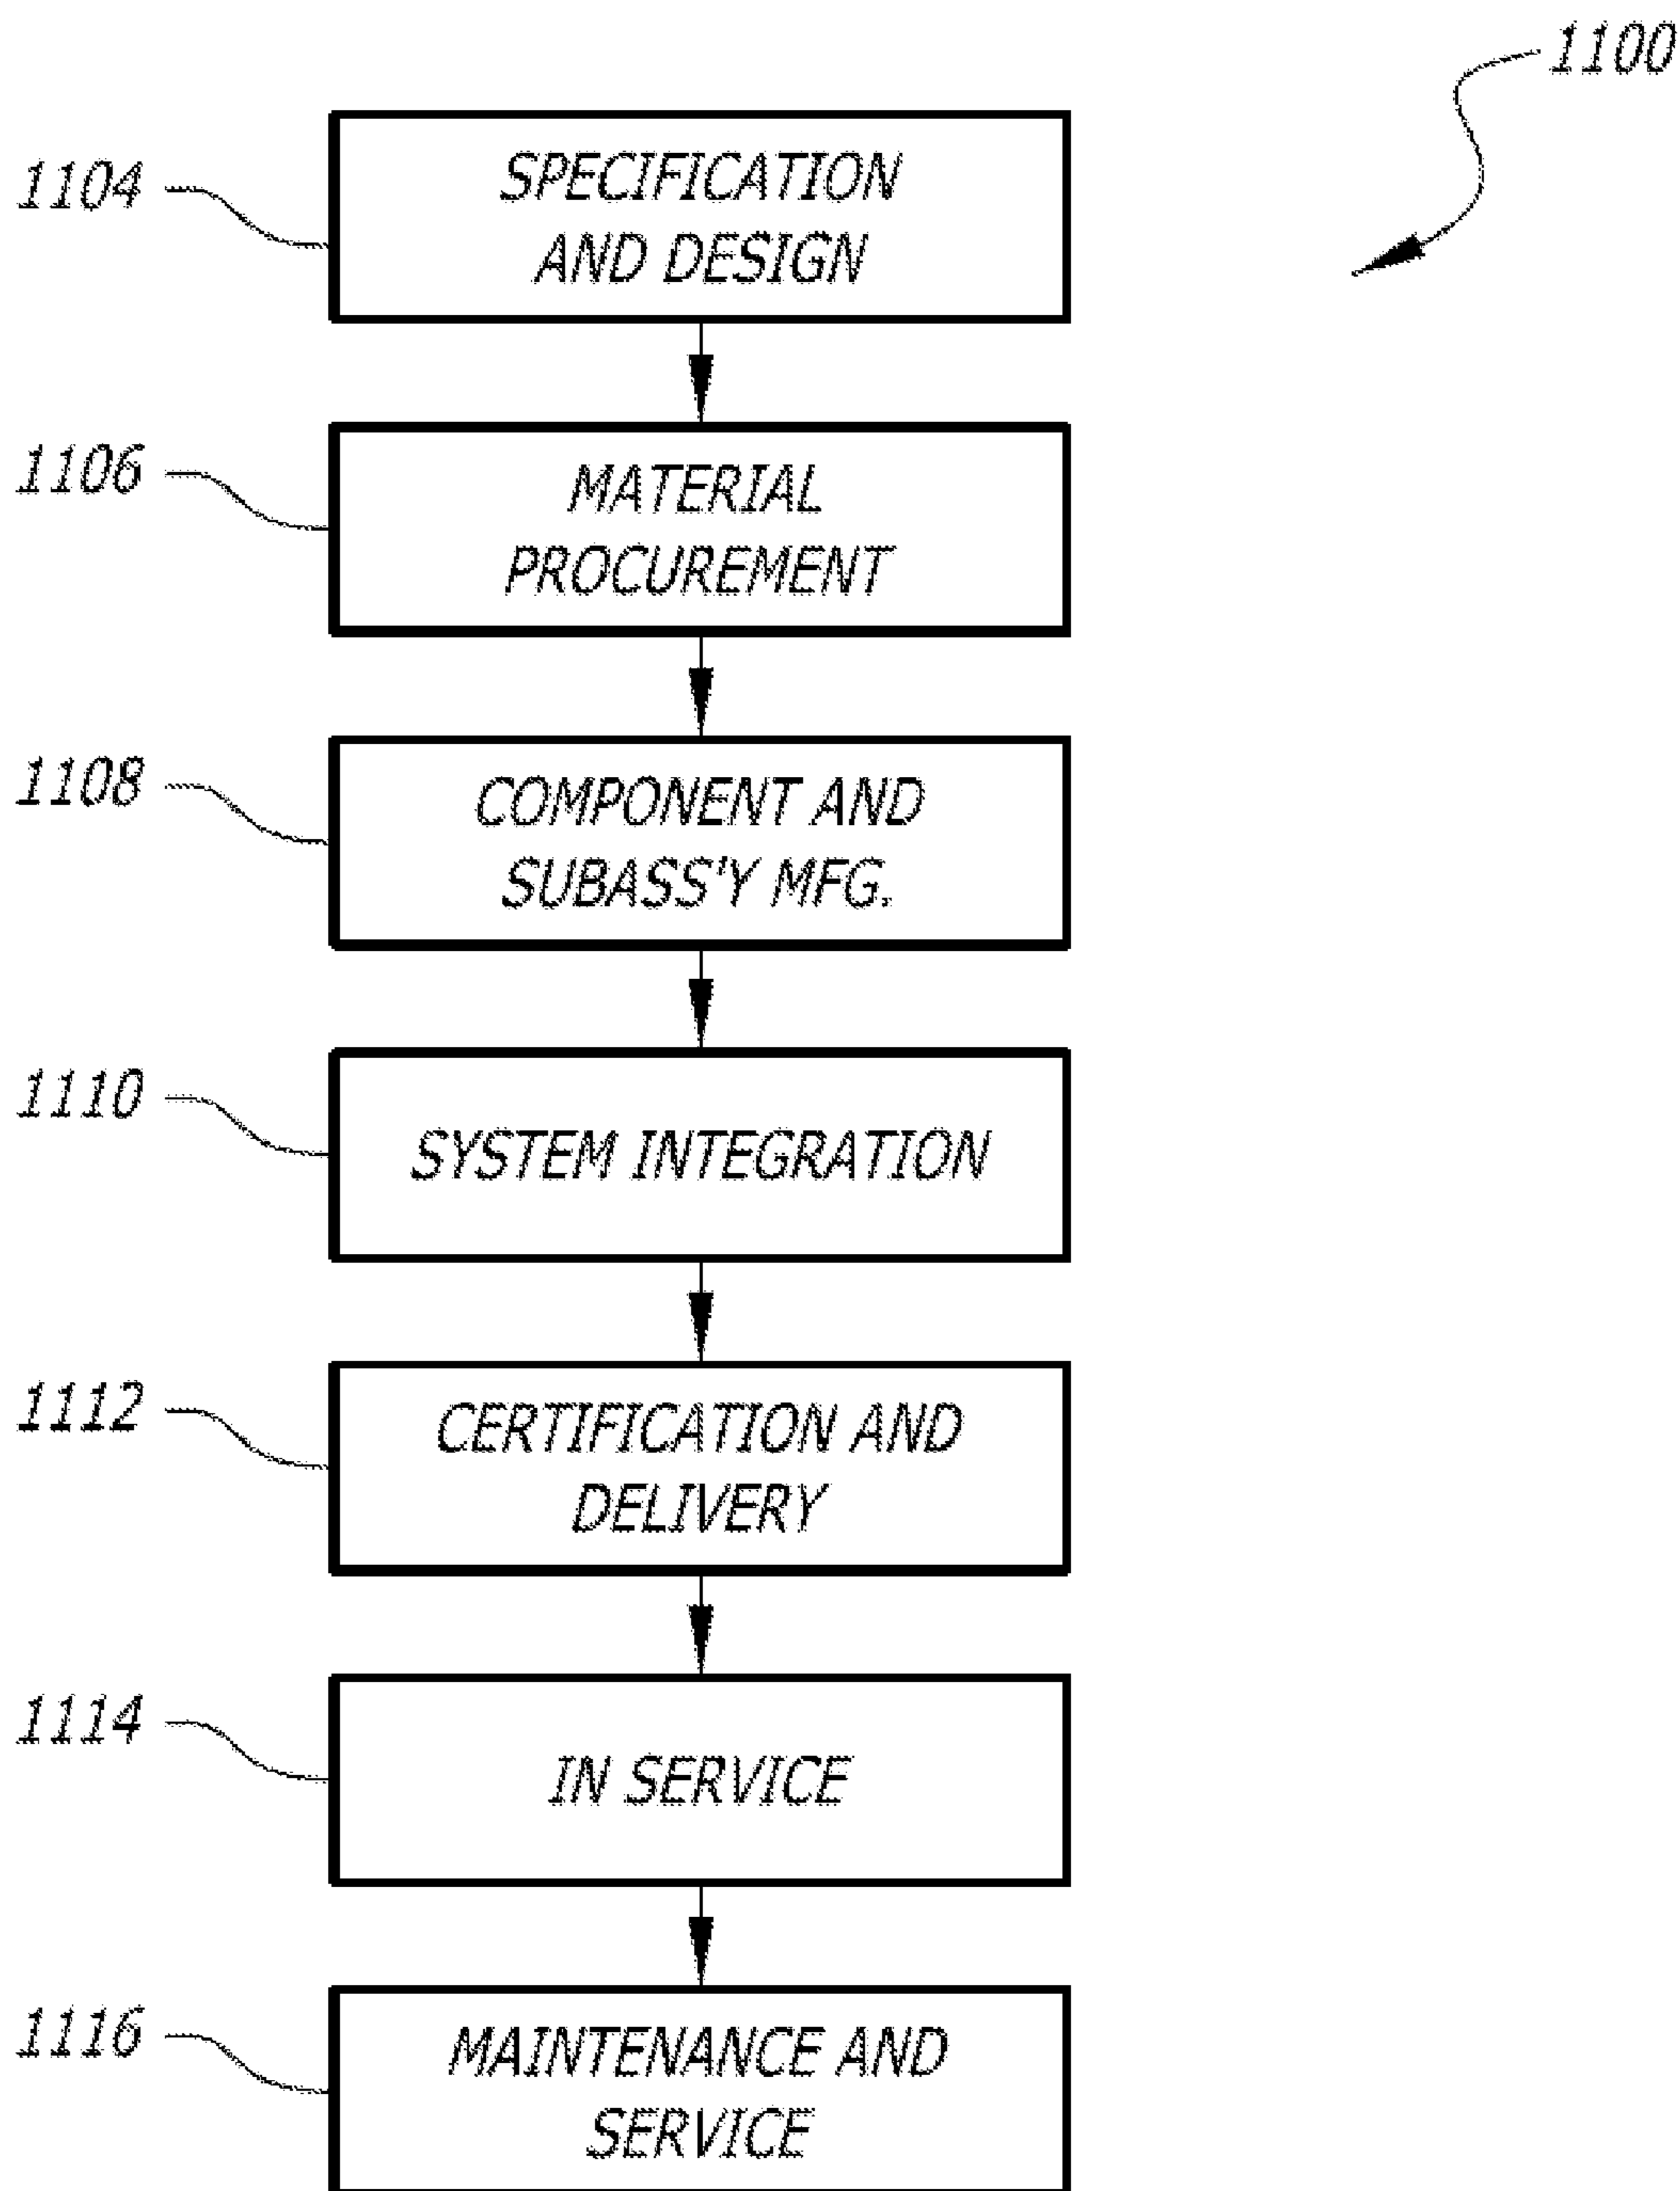 1100
1104
SPECIFICATION
AND DESIGN
1106
MATERIAL
PROCUREMENT
1108
COMPONENT AND
SUBASS'Y MFG.
1110
SYSTEM INTEGRATION
1112
CERTIFICATION AND
DELIVERY
1114
IN SERVICE
1116
MAINTENANCE AND
SERVICE